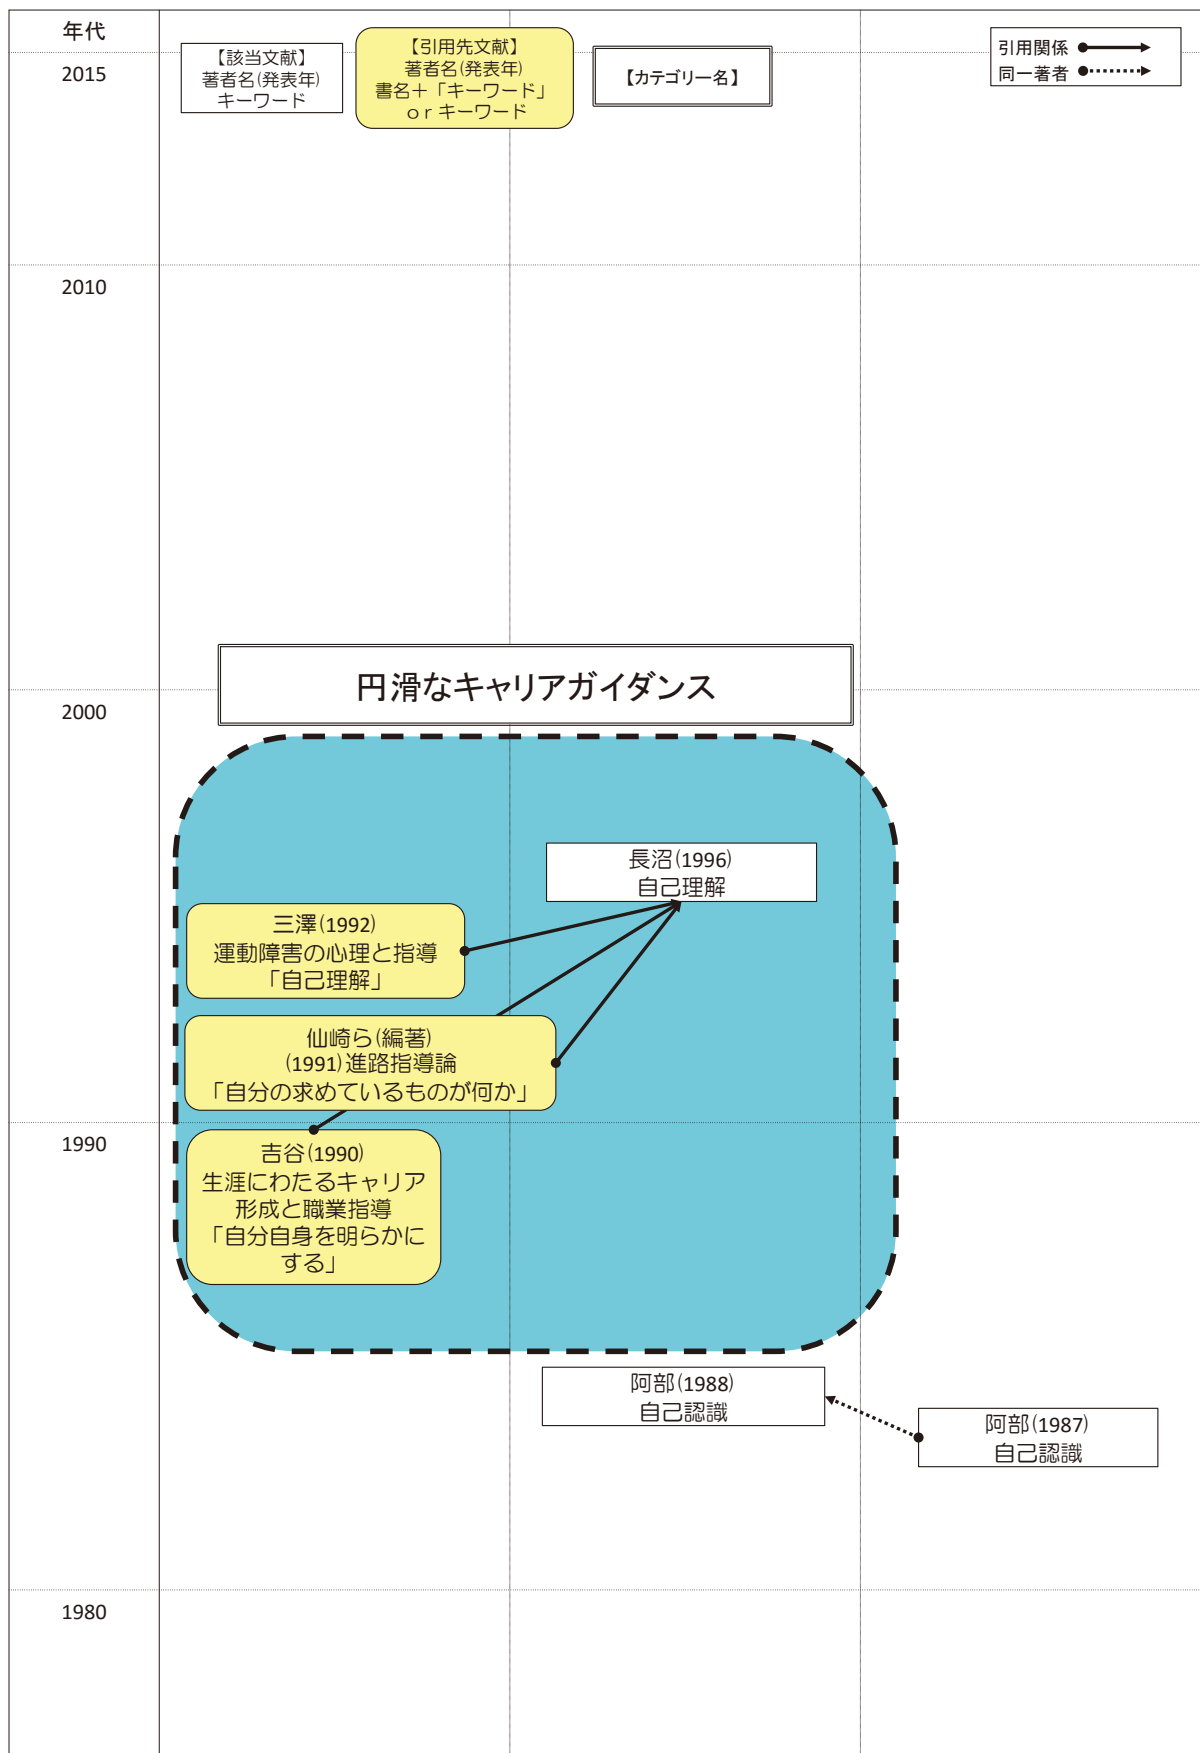 年代
2015
【該当文献】
著者名(発表年)
キーワード
【引用先文献】
著者名(発表年)
書名＋「キーワード」
ｏｒキーワード
【カテゴリー名】
引用関係
同一著者
2010
円滑なキャリアガイダンス
2000
長沼(1996)
自己理解
三澤(1992)
運動障害の心理と指導
「自己理解」
仙崎ら(編著)
(1991)進路指導論
「自分の求めているものが何か」
1990
吉谷(1990)
生涯にわたるキャリア
形成と職業指導
「自分自身を明らかに
する」
阿部(1988)
自己認識
阿部(1987)
自己認識
1980